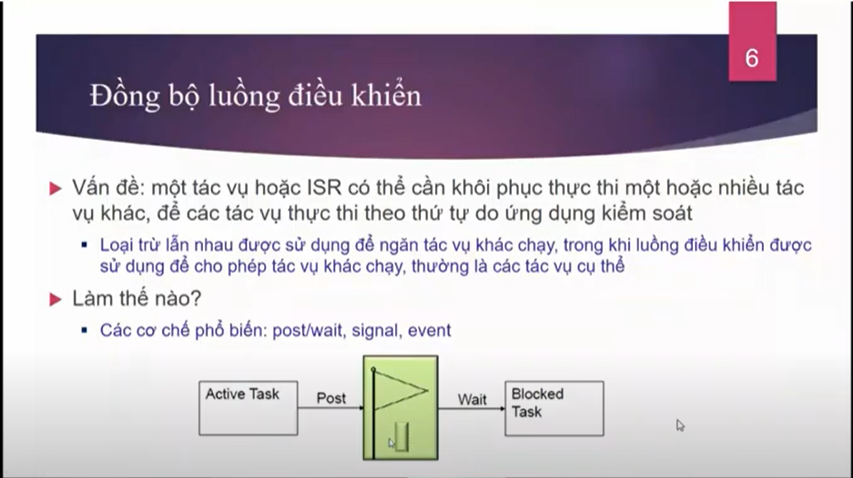 6
Đồng bộ luồng điều khiển
Vấn đề: một tác vụ hoặc ISR có thể cần khôi phục thực thi một hoặc nhiều tác
vụ khác, để các tác vụ thực thi theo thứ tự do ứng dụng kiểm soát
Loại trừ lẫn nhau được sử dụng để ngăn tác vụ khác chạy, trong khi luồng điều khiển được
sử dụng để cho phép tác vụ khác chạy, thường là các tác vụ cụ thể
Làm thế nào?
Các cơ chế phổ biến: post/wait, signal, event
Active Task
Post
Wait
Blocked
Task